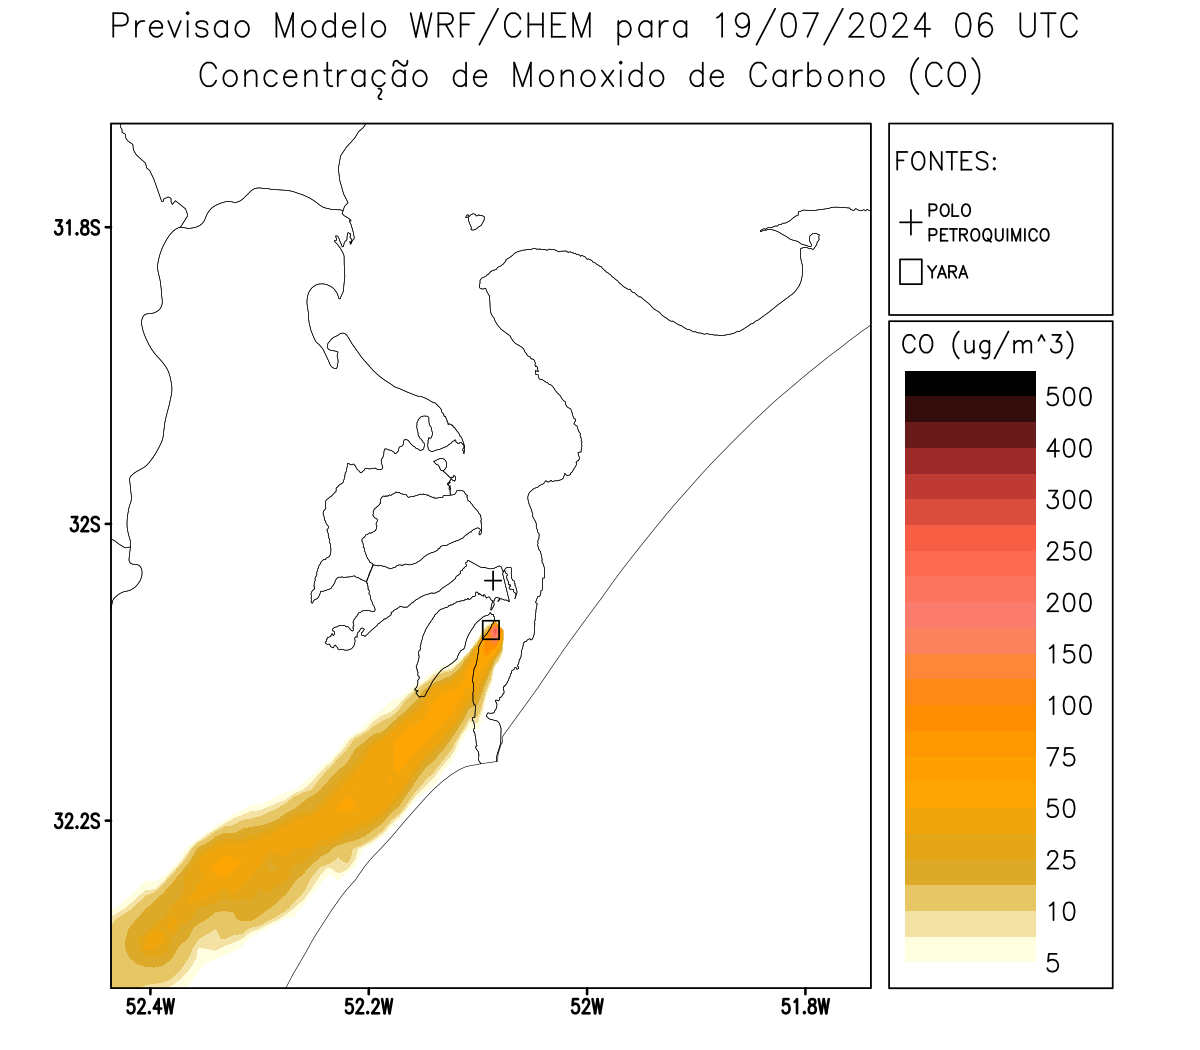 Previsao Modelo WRF/CHEM para 19/07/2024 06 UTC
Concentração de Monoxido de Carbono (CO)
FONTES:
POLO
PETROQUIMICO
YARA
31.8S
32S
32.2S
52.4W
52.2W
52W
51.8W
CO (ug/m^3)
500
400
300
250
200
150
100
75
50
25
10
5